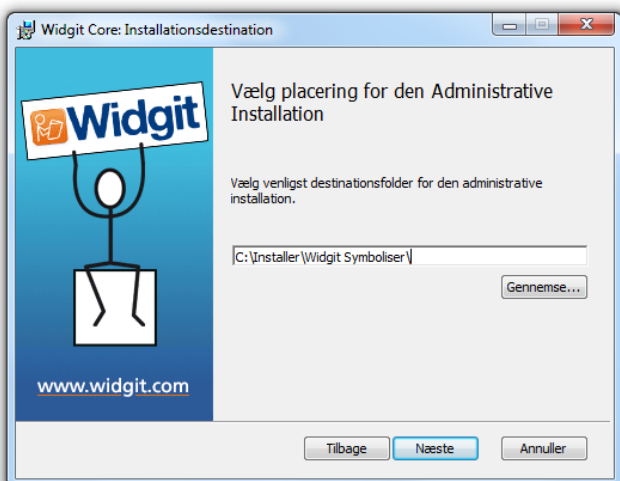 Widgit Core: Installationsdestination
Widgit
Vælg placering for den Administrative
Installation
Vælg venligst destinationsfolder for den administrative
installation.
C:\Installer\Widgit Symboliser\
Gennemse...
www.widgit.com
Tilbage
Næste
Annuller